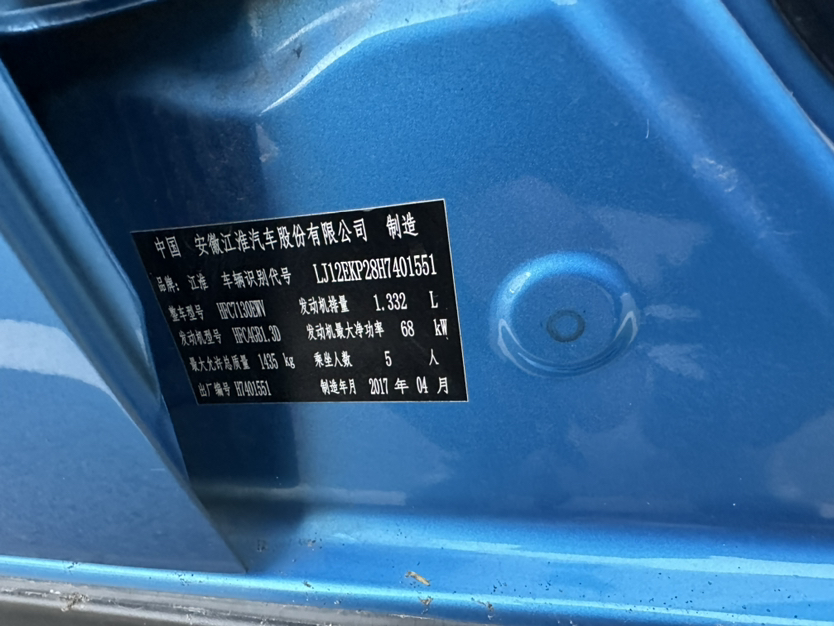 中国 安徽江淮汽车股份有限公司 制造
品牌：江淮 车辆识别代号 LJ12EKP28H7401551
整车型号 HFC7130EWV 发动机排量 1.332 L
发动机型号 HFC4GB1.3D 发动机最大净功率 68 kW
最大允许总质量 1435 kg 乘坐人数 5 人
出厂编号 H7401551 制造年月 2017 年 04 月